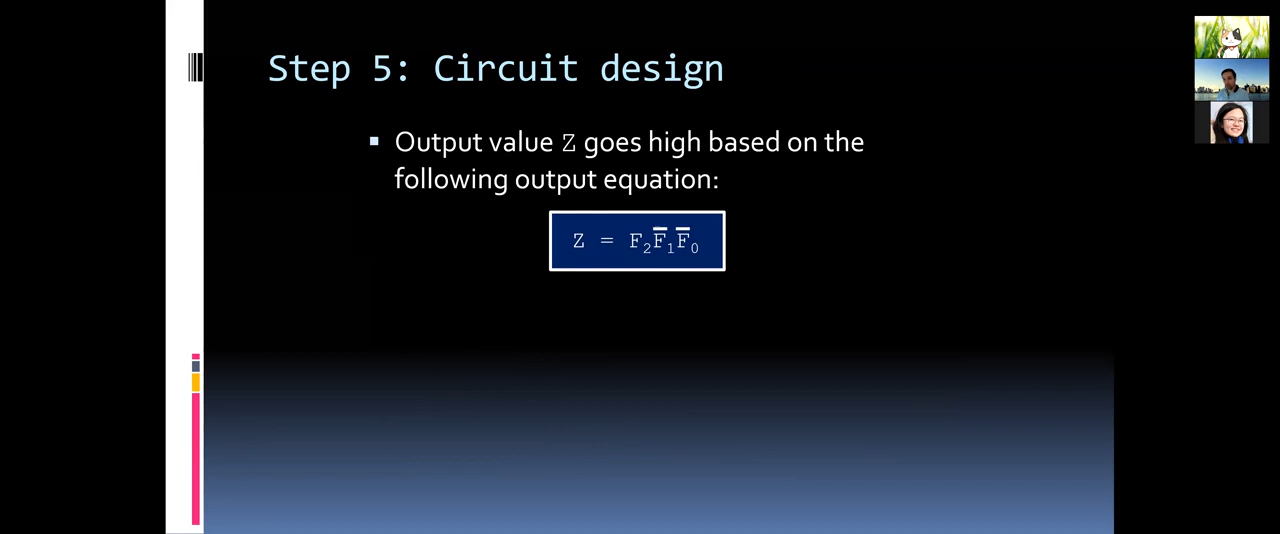 Step 5: Circuit design
▪ Output value Z goes high based on the
following output equation:
Z = F₂F̅₁F̅₀